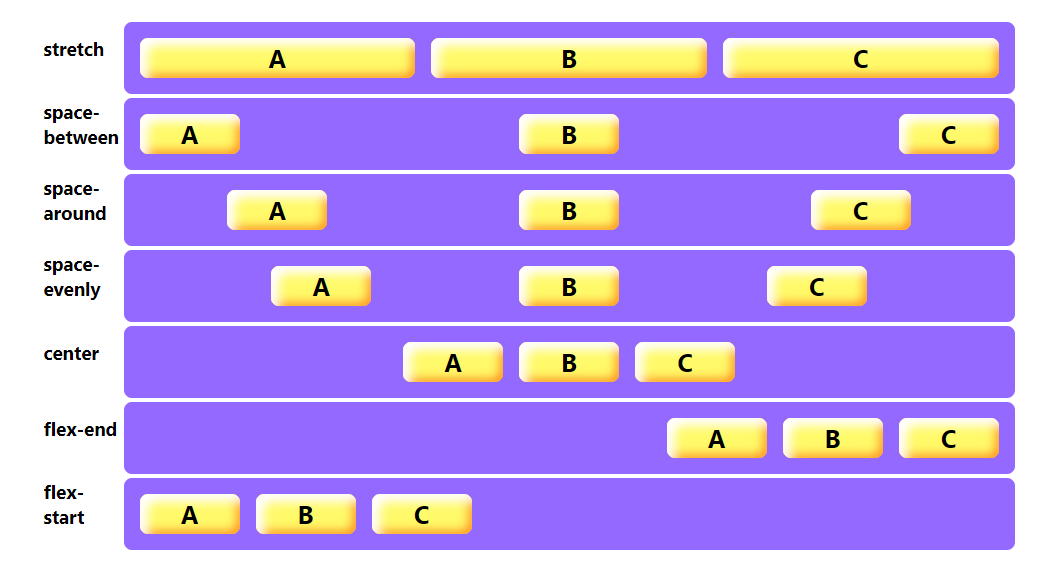 stretch
A B C
space-
between
A B C
space-
around
A B C
space-
evenly
A B C
center
A B C
flex-end
A B C
flex-
start
A B C